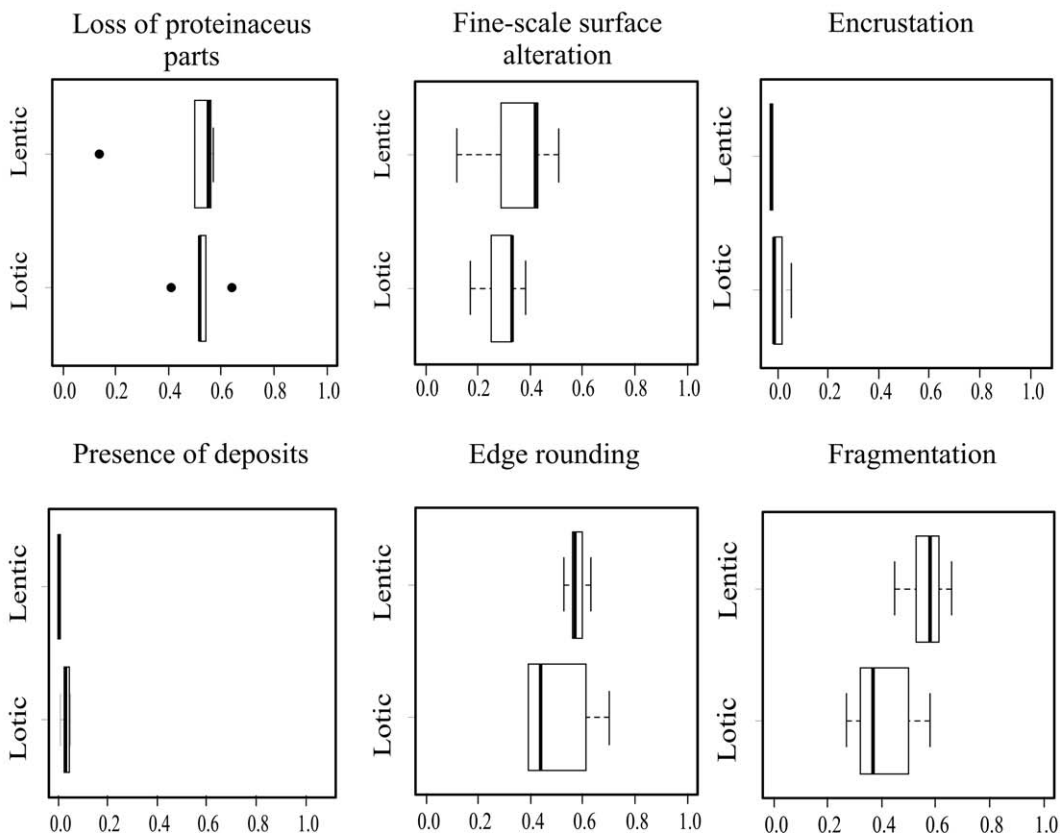 Loss of proteinaceus
parts
Lentic
Lotic
0.0 0.2 0.4 0.6 0.8 1.0
Fine-scale surface
alteration
Lentic
Lotic
0.0 0.2 0.4 0.6 0.8 1.0
Encrustation
Lentic
Lotic
0.0 0.2 0.4 0.6 0.8 1.0
Presence of deposits
Lentic
Lotic
0.0 0.2 0.4 0.6 0.8 1.0
Edge rounding
Lentic
Lotic
0.0 0.2 0.4 0.6 0.8 1.0
Fragmentation
Lentic
Lotic
0.0 0.2 0.4 0.6 0.8 1.0